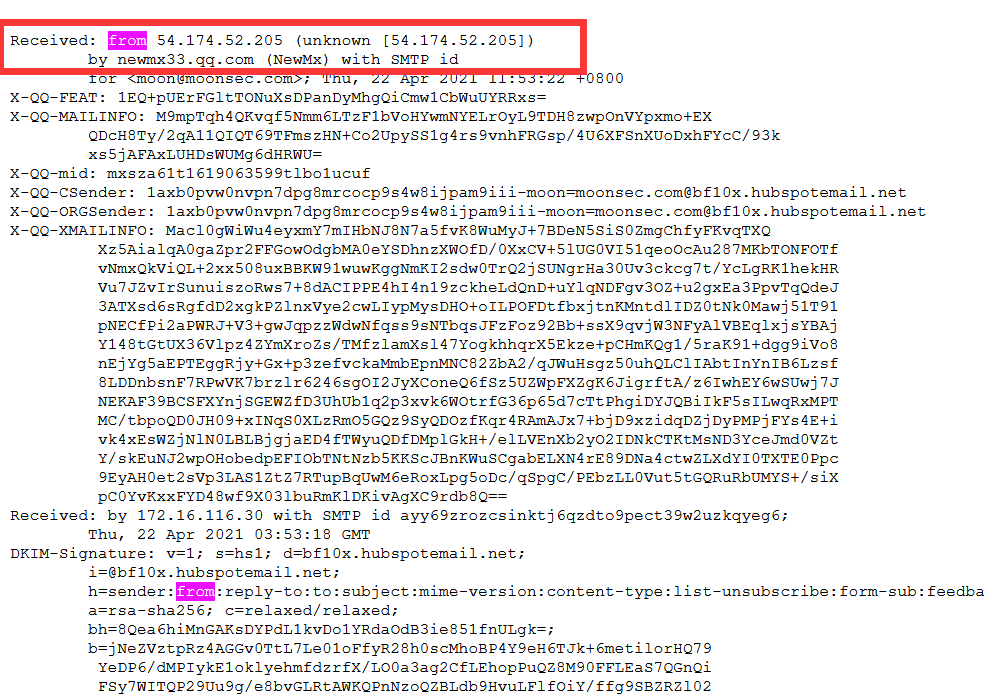 Received: from 54.174.52.205 (unknown [54.174.52.205])
by newmx33.qq.com (NewMx) with SMTP id
for <moon@moonsec.com>; Thu, 22 Apr 2021 11:53:22 +0800
X-QQ-FEAT: 1EQ+pUErFGltTONuXsDPanDyMhgQiCmw1CbWuUYRRxs=
X-QQ-MAILINFO: M9mpTqh4QKvqf5Nmm6LTzF1bVoHYwmNYELrOyL9TDH8zwpOnVYpxmo+EX
QDcH8Ty/2qA11QIQT69TFmszHN+Co2UpySS1g4rs9vnhFRGsp/4U6XFSnXUoDxhFYcC/93k
xs5jAFAxLUHDsWUMg6dHRWU=
X-QQ-mid: mxsza61t1619063599tlbo1ucuf
X-QQ-CSender: 1axb0pvw0nvpn7dpg8mrcocp9s4w8ijpam9iii-moon=moonsec.com@bf10x.hubspotemail.net
X-QQ-ORGSender: 1axb0pvw0nvpn7dpg8mrcocp9s4w8ijpam9iii-moon=moonsec.com@bf10x.hubspotemail.net
X-QQ-XMAILINFO: Macl0gWiWu4eyxmY7mIHbNJ8N7a5fvK8WuMyJ+7BDeN5SiS0ZmgChfyFKvqTXQ
Xz5AialqA0gaZpr2FFGowOdgbMA0eYSDhnzXWOfD/0XxCV+5lUG0VI51qeoOcAu287MKbTONFOTf
vNmxQkViQL+2xx508uxBBKW91wuwKggNmKI2sdw0TrQ2jSUNgrHa30Uv3ckcg7t/YcLgRK1hekHR
Vu7JZvIrSunuiszoRws7+8dACIPPE4hI4n19zckheLdQnD+uYlqNDFgv3OZ+u2gxEa3PpvTqQdeJ
3ATXsd6sRgfdD2xgkPZlnxVye2cwLIypMysDHO+oILPOFDtfbxjtnKMntdlIDZ0tNk0Mawj51T91
pNECfPi2aPWRJ+V3+gwJqpzzWdwNfqss9sNTbqsJFzFoz92Bb+ssX9qvjW3NFyAlVBEqlxjsYBAj
Y148tGtUX36Vlpz4ZYmXroZs/TMfzlamXsl47YogkhhqrX5Ekze+pCHmKQg1/5raK91+dgg9iVo8
nEjYg5aEPTEggRjy+Gx+p3zefvckaMmbEpnMNC82ZbA2/qJWuHsgz50uhQLClIAbtInYnIB6Lzsf
8LDDnbsnF7RPwVK7brzlr6246sgOI2JyXConeQ6fSz5UZWpFXZgK6JigrftA/z6IwhEY6wSUwj7J
NEKAF39BCSFXYnjSGEWZfD3UhUb1q2p3xvk6WOtrfG36p65d7cTtPhgiDYJQBiIkF5sILwqRxMPT
MC/tbpoQD0JH09+xINqS0XLzRmO5GQz9SyQDOzfKqr4RAmAJx7+bjD9xzidqDZjDyPMPjFYs4E+i
vk4xEsWZjNlN0LBLBjgjaED4fTWyuQDfDMplGkH+/elLVEnXb2yO2IDNkCTKtMsND3YceJmd0VZt
Y/skEuNJ2wpOHobedpEFIObTNtNzb5KKScJBnKWuSCgabELXN4rE89DNa4ctwZLXdYI0TXTE0Ppc
9EyAH0et2sVp3LAS1ZtZ7RTupBqUwM6eRoxLpg5oDc/qSpgC/PEbzLL0Vut5tGQRuRbUMYS+/siX
pC0YvKxxFYD48wf9X03lbuRmKlDKivAgXC9rdb8Q==
Received: by 172.16.116.30 with SMTP id ayy69zrozcsinktj6qzdto9pect39w2uzkqyeg6;
Thu, 22 Apr 2021 03:53:18 GMT
DKIM-Signature: v=1; s=hs1; d=bf10x.hubspotemail.net;
i=@bf10x.hubspotemail.net;
h=sender:from:reply-to:to:subject:mime-version:content-type:list-unsubscribe:form-sub:feedba
a=rsa-sha256; c=relaxed/relaxed;
bh=8Qea6hiMnGAKsDYPdL1kvDo1YRdaOdB3ie851fnULgk=;
b=jNeZVztpRz4AGGv0TtL7Le01oFfyR28h0scMhoBP4Y9eH6TJk+6metilorHQ79
YeDP6/dMPIykE1oklyehmfdzrfX/LO0a3ag2CfLEhopPuQZ8M90FFLEaS7QGnQi
FSy7WITQP29Uu9g/e8bvGLRtAWKQPnNzoQZBLdb9HvuLFlfOiY/ffg9SBZRZl02